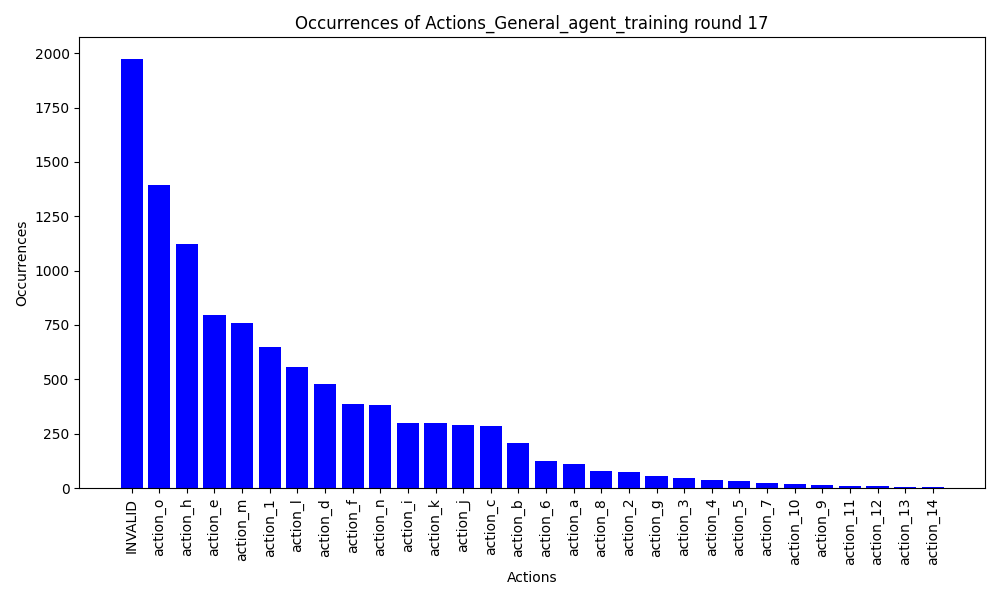 Occurrences of Actions_General_agent_training round 17
Occurrences
2000
1750
1500
1250
1000
750
500
250
0
INVALID
action_o
action_h
action_e
action_m
action_1
action_l
action_d
action_f
action_n
action_i
action_k
action_j
action_c
action_b
action_6
action_a
action_8
action_2
action_g
action_3
action_4
action_5
action_7
action_10
action_9
action_11
action_12
action_13
action_14
Actions